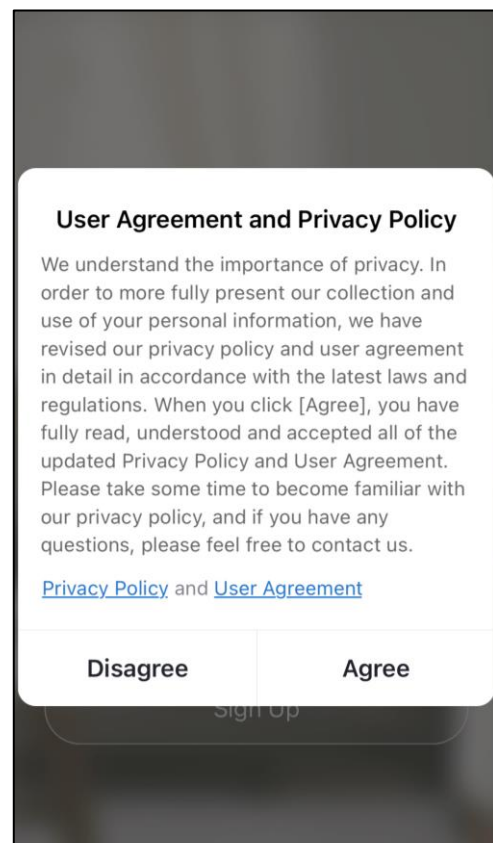 User Agreement and Privacy Policy
We understand the importance of privacy. In
order to more fully present our collection and
use of your personal information, we have
revised our privacy policy and user agreement
in detail in accordance with the latest laws and
regulations. When you click [Agree], you have
fully read, understood and accepted all of the
updated Privacy Policy and User Agreement.
Please take some time to become familiar with
our privacy policy, and if you have any
questions, please feel free to contact us.
Privacy Policy and User Agreement
Disagree Agree
Sign Up